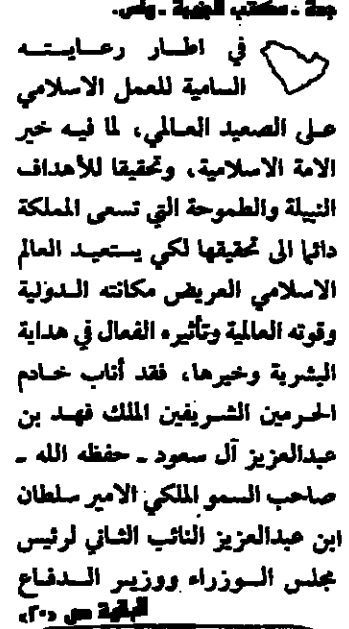 جدة - مكتب الجزيرة - واس.
في اطار رعايته
السامية للعمل الاسلامي
على الصعيد العالمي، لما فيه خير
الامة الاسلامية، وتحقيقا للأهداف
النبيلة والطموحة التي تسعى المملكة
دائما الى تحقيقها لكي يستعيد العالم
الاسلامي العريض مكانته الدولية
وقوته العالمية وتأثيره الفعال في هداية
البشرية وخيرها، فقد أناب خادم
الحرمين الشريفين الملك فهد بن
عبدالعزيز آل سعود - حفظه الله -
صاحب السمو الملكي الامير سلطان
ابن عبدالعزيز النائب الثاني لرئيس
مجلس الوزراء ووزير الدفاع
البقية ص «٢٠»